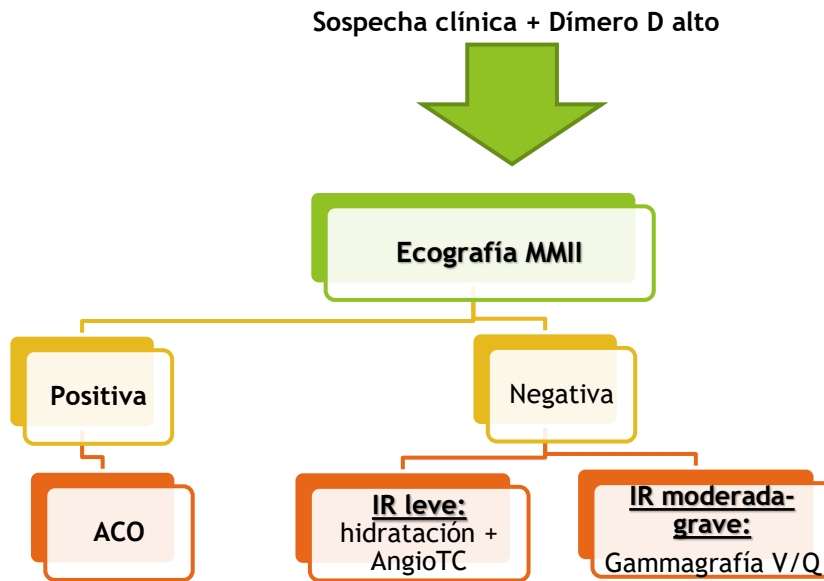 Sospecha clínica + Dímero D alto
Ecografía MMII
Positiva
Negativa
ACO
IR leve:
hidratación +
AngioTC
IR moderada-
grave:
Gammagrafía V/Q